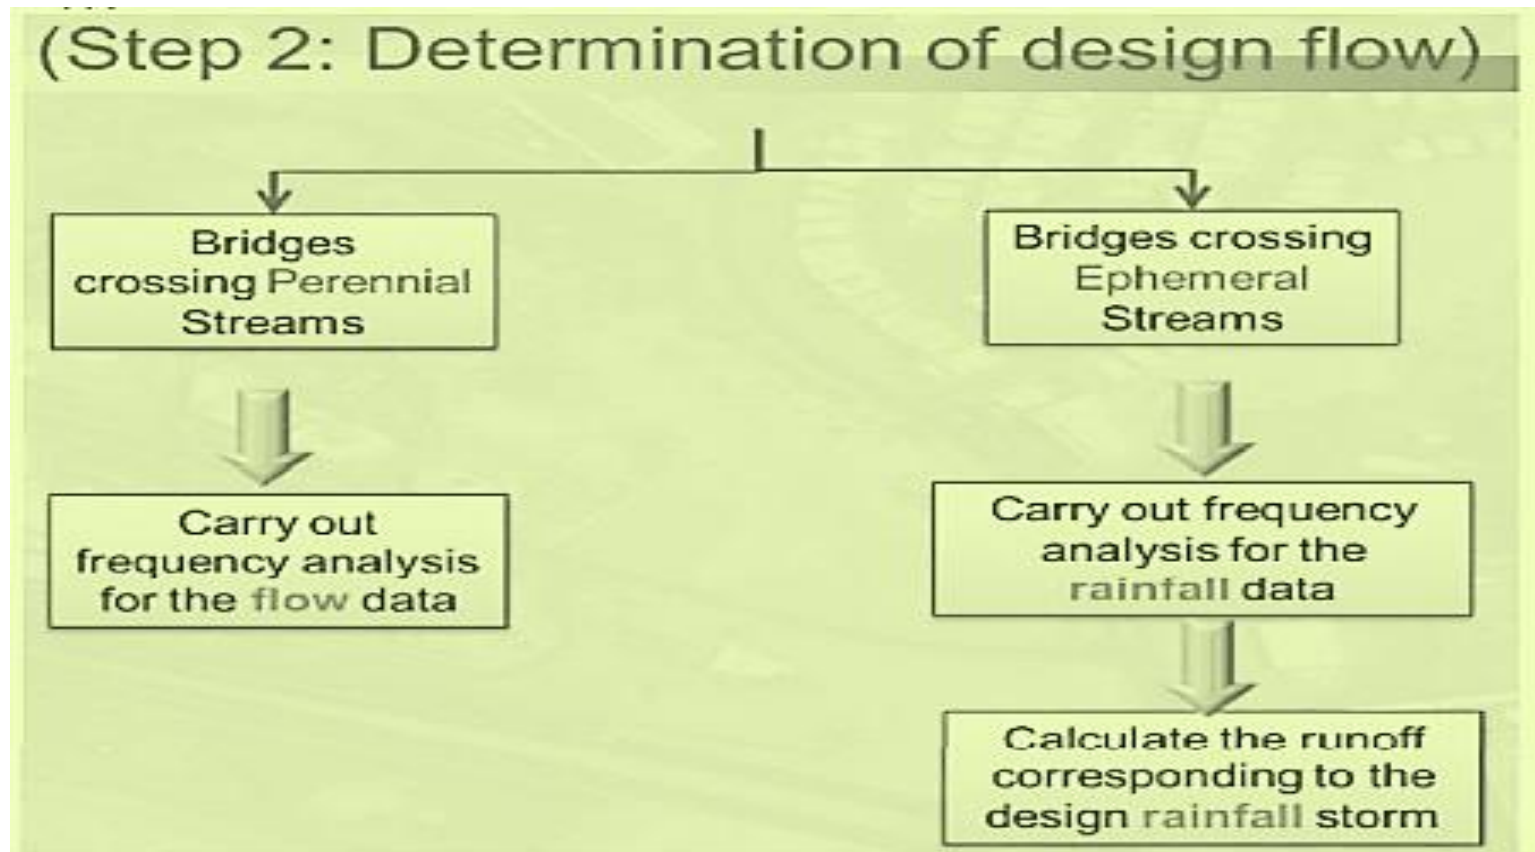 (Step 2: Determination of design flow)
Bridges
crossing Perennial
Streams
Bridges crossing
Ephemeral
Streams
Carry out
frequency analysis
for the flow data
Carry out frequency
analysis for the
rainfall data
Calculate the runoff
corresponding to the
design rainfall storm